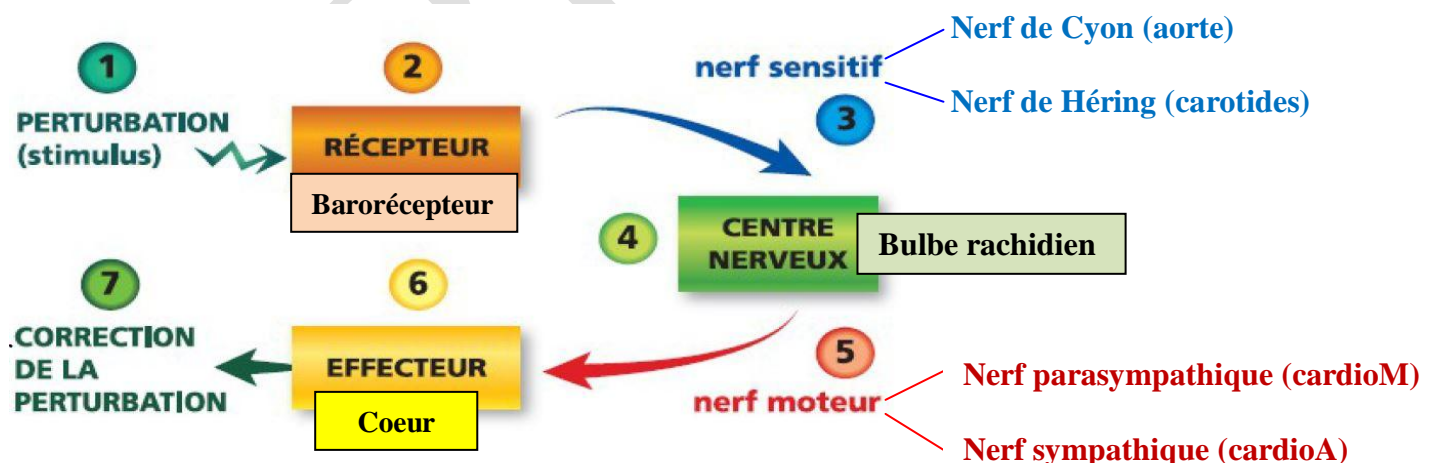 1
PERTURBATION
(stimulus)
2
RÉCEPTEUR
Barorécepteur
nerf sensitif
3
Nerf de Cyon (aorte)
Nerf de Héring (carotides)
4
CENTRE
NERVEUX
Bulbe rachidien
5
nerf moteur
Nerf parasympathique (cardioM)
Nerf sympathique (cardioA)
6
EFFECTEUR
Coeur
7
CORRECTION
DE LA
PERTURBATION